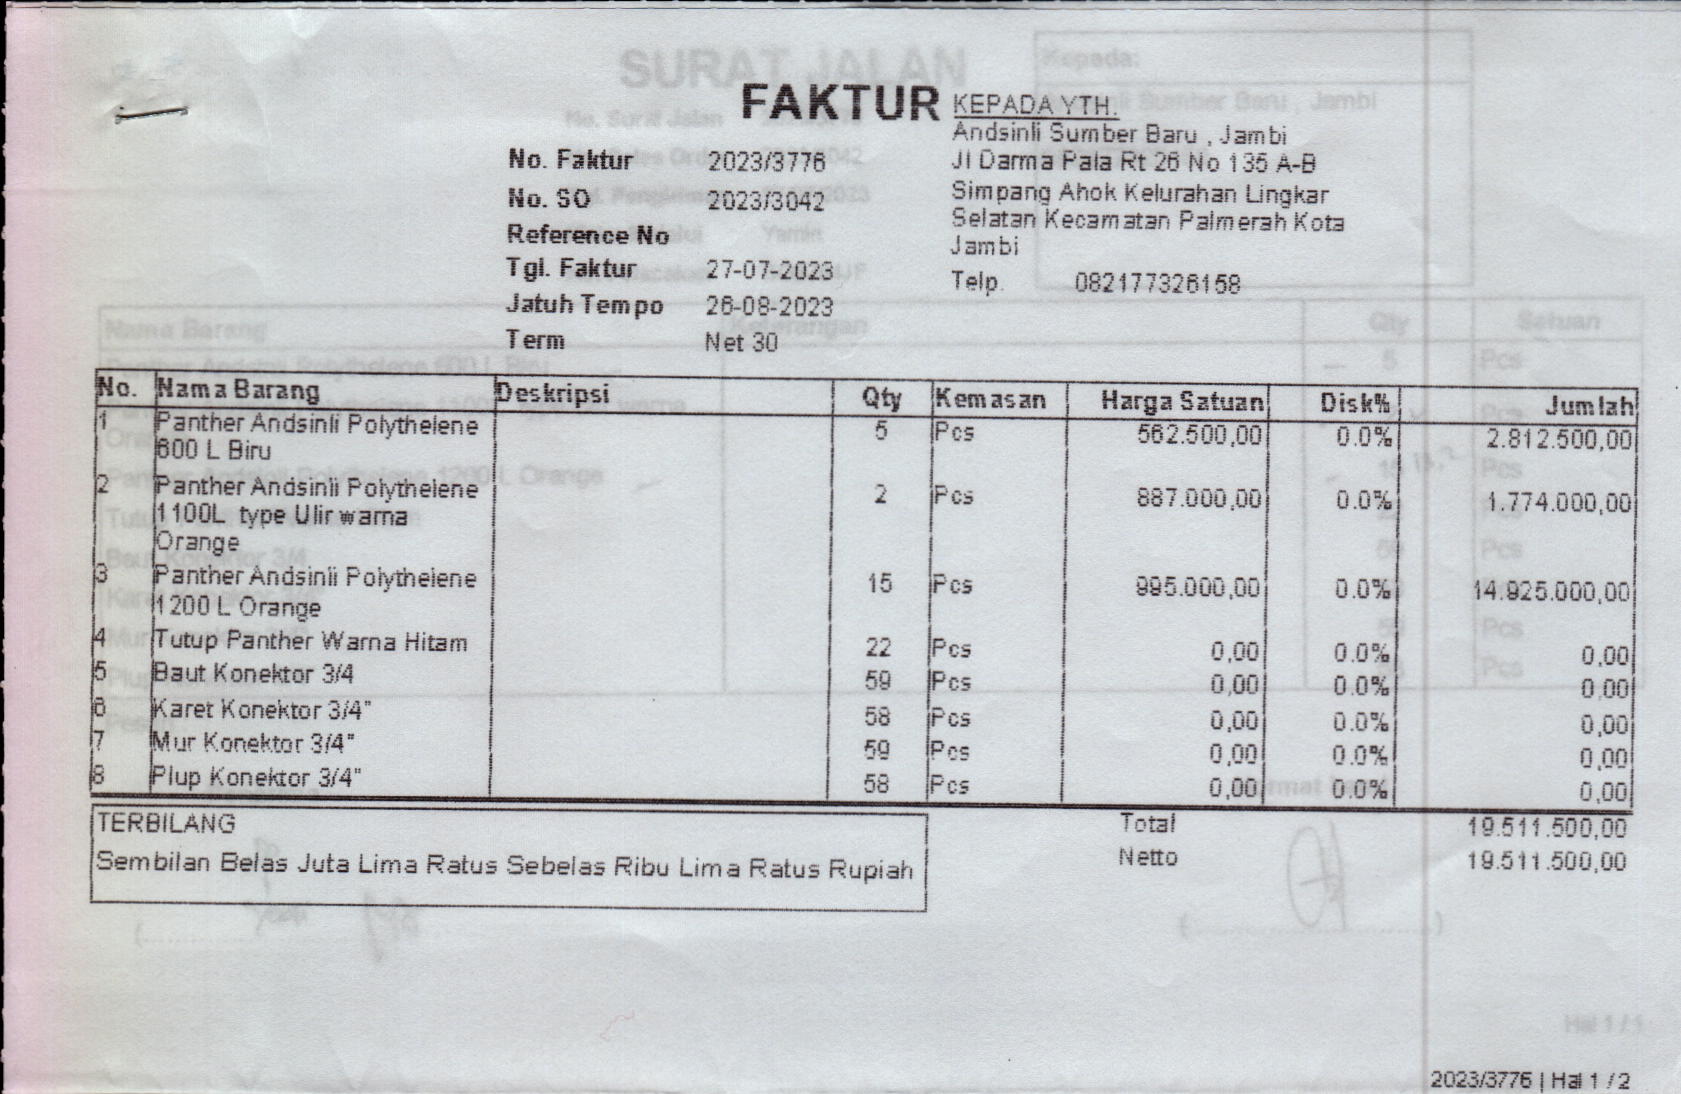 SURAT JALAN
Kepada:
FAKTUR
KEPADA YTH.
Andsinli Sumber Baru , Jambi
Jl Darma Pala Rt 26 No 135 A-B
Simpang Ahok Kelurahan Lingkar
Selatan Kecamatan Palmerah Kota
Jambi
Telp. 082177326158
No. Faktur 2023/3776
No. SO 2023/3042
Reference No
Tgl. Faktur 27-07-2023
Jatuh Tempo 26-08-2023
Term Net 30
No. Nama Barang Deskripsi Qty Kemasan Harga Satuan Disk% Jumlah
1 Panther Andsinli Polythelene 5 Pcs 562.500,00 0.0% 2.812.500,00
600 L Biru
2 Panther Andsinli Polythelene 2 Pcs 887.000,00 0.0% 1.774.000,00
1100L type Ulir warna
Orange
3 Panther Andsinli Polythelene 15 Pcs 995.000,00 0.0% 14.925.000,00
1200 L Orange
4 Tutup Panther Warna Hitam 22 Pcs 0,00 0.0% 0,00
5 Baut Konektor 3/4 59 Pcs 0,00 0.0% 0,00
6 Karet Konektor 3/4" 58 Pcs 0,00 0.0% 0,00
7 Mur Konektor 3/4" 59 Pcs 0,00 0.0% 0,00
8 Plup Konektor 3/4" 58 Pcs 0,00 0.0% 0,00
TERBILANG
Sembilan Belas Juta Lima Ratus Sebelas Ribu Lima Ratus Rupiah
Total 19.511.500,00
Netto 19.511.500,00
Hal 1 / 1
2023/3776 | Hal 1 / 2